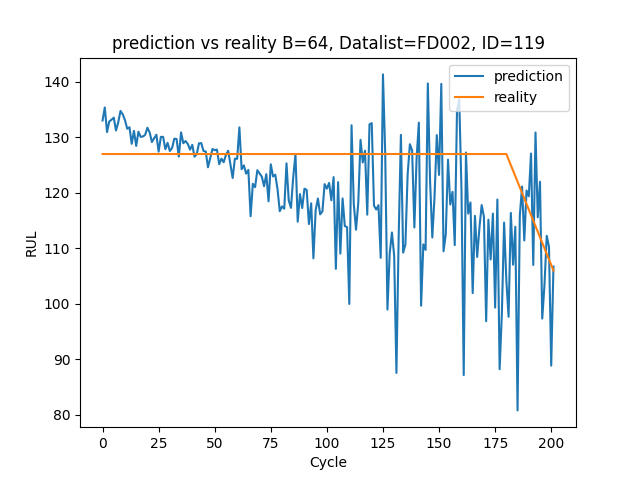 prediction vs reality B=64, Datalist=FD002, ID=119
prediction
reality
140
130
120
110
100
90
80
RUL
0 25 50 75 100 125 150 175 200
Cycle